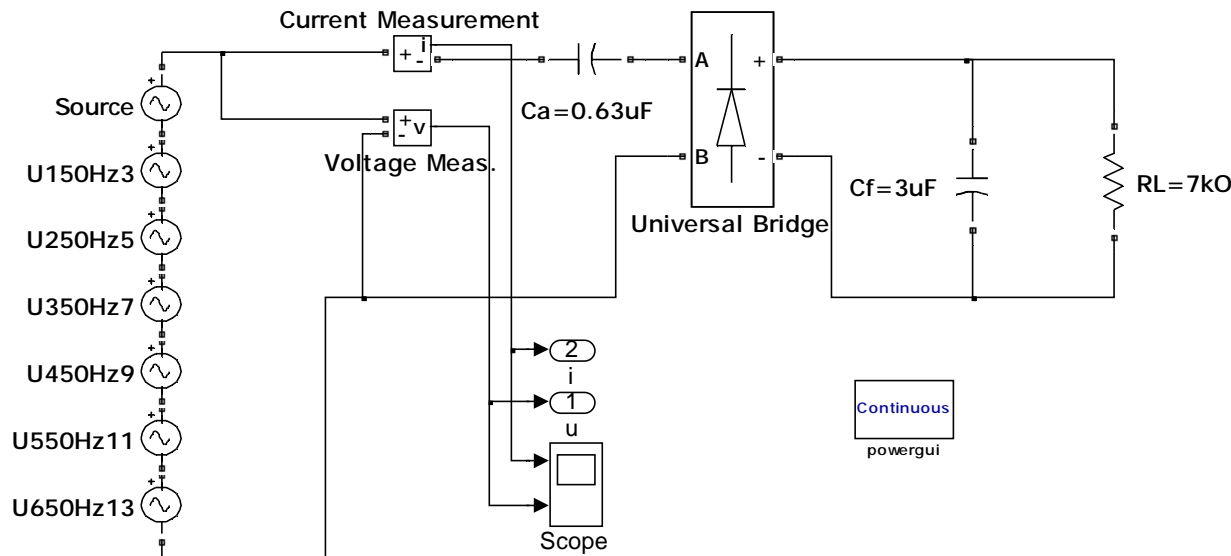 Current Measurement
i
+
-
A
+
Ca=0.63uF
+
Source
+
v
-
Voltage Meas.
B
-
+
U150Hz3
Cf=3uF
RL=7kO
Universal Bridge
+
U250Hz5
+
U350Hz7
2
i
+
U450Hz9
1
u
Continuous
powergui
+
U550Hz11
+
U650Hz13
Scope